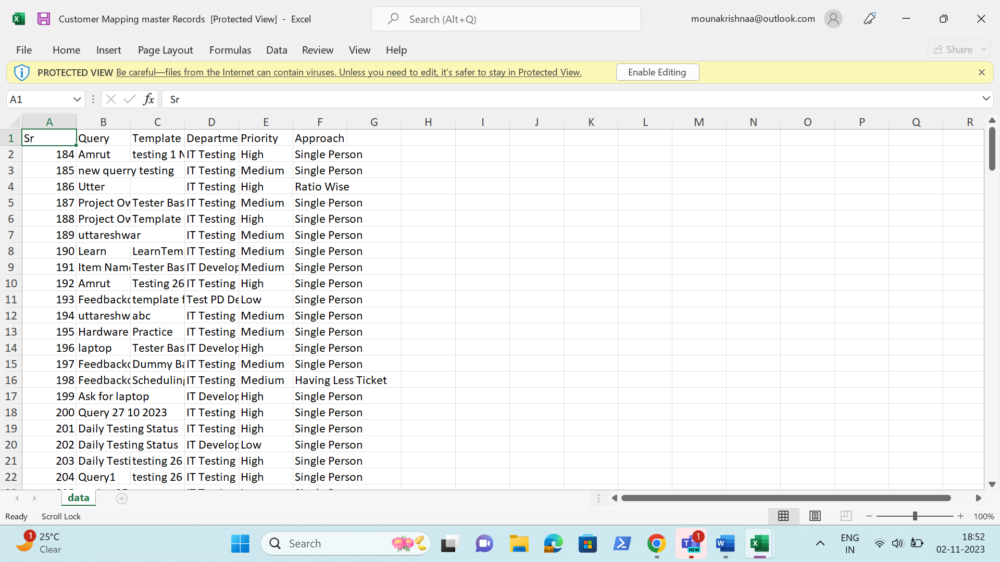 Customer Mapping master Records [Protected View] - Excel
Search (Alt+Q)
mounakrishnaa@outlook.com
File Home Insert Page Layout Formulas Data Review View Help
Share
PROTECTED VIEW Be careful—files from the Internet can contain viruses. Unless you need to edit, it's safer to stay in Protected View.
Enable Editing
A1 fx Sr
A B C D E F G H I J K L M N O P Q R
1 Sr Query Template Departme Priority Approach
2 184 Amrut testing 1 N IT Testing High Single Person
3 185 new querry testing IT Testing Medium Single Person
4 186 Utter IT Testing High Ratio Wise
5 187 Project Ow Tester Bas IT Testing Medium Single Person
6 188 Project Ow Template IT Testing High Single Person
7 189 uttareshwar IT Testing Medium Single Person
8 190 Learn LearnTem IT Testing Medium Single Person
9 191 Item Nam Tester Bas IT Develop Medium Single Person
10 192 Amrut Testing 26 IT Testing High Single Person
11 193 Feedback template f Test PD De Low Single Person
12 194 uttareshw abc IT Testing Medium Single Person
13 195 Hardware Practice IT Testing Medium Single Person
14 196 laptop Tester Bas IT Develop High Single Person
15 197 Feedback Dummy Ba IT Testing Medium Single Person
16 198 Feedback Scheduling IT Testing Medium Having Less Ticket
17 199 Ask for laptop IT Develop High Single Person
18 200 Query 27 10 2023 IT Testing High Single Person
19 201 Daily Testing Status IT Testing High Single Person
20 202 Daily Testing Status IT Develop Low Single Person
21 203 Daily Testi testing 26 IT Testing High Single Person
22 204 Query1 testing 26 IT Testing High Single Person
data
Ready Scroll Lock
100%
1
25°C
Clear
Search
1
NEW
ENG
IN
18:52
02-11-2023